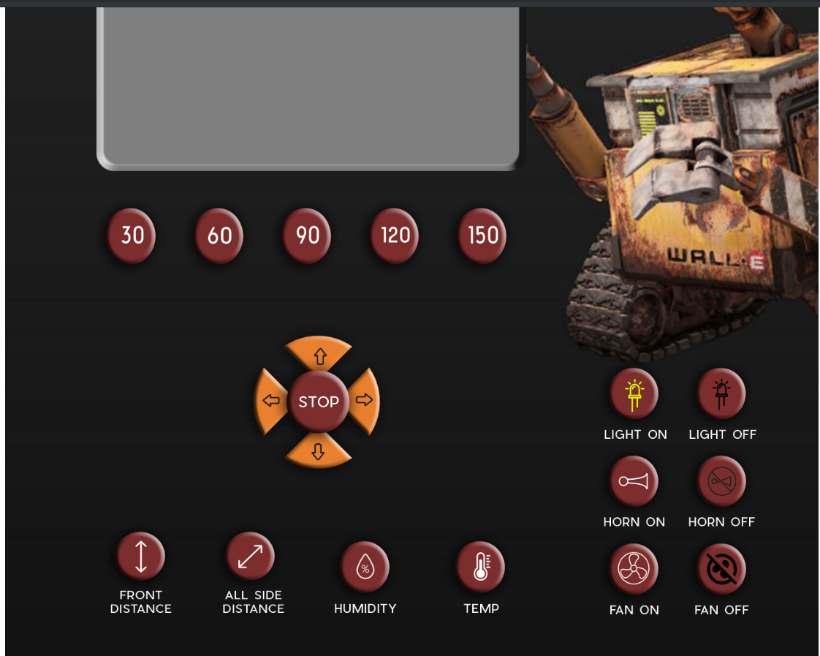 30 60 90 120 150
WALL·E
STOP
LIGHT ON LIGHT OFF
HORN ON HORN OFF
FRONT
DISTANCE
ALL SIDE
DISTANCE
%
HUMIDITY
TEMP
FAN ON FAN OFF